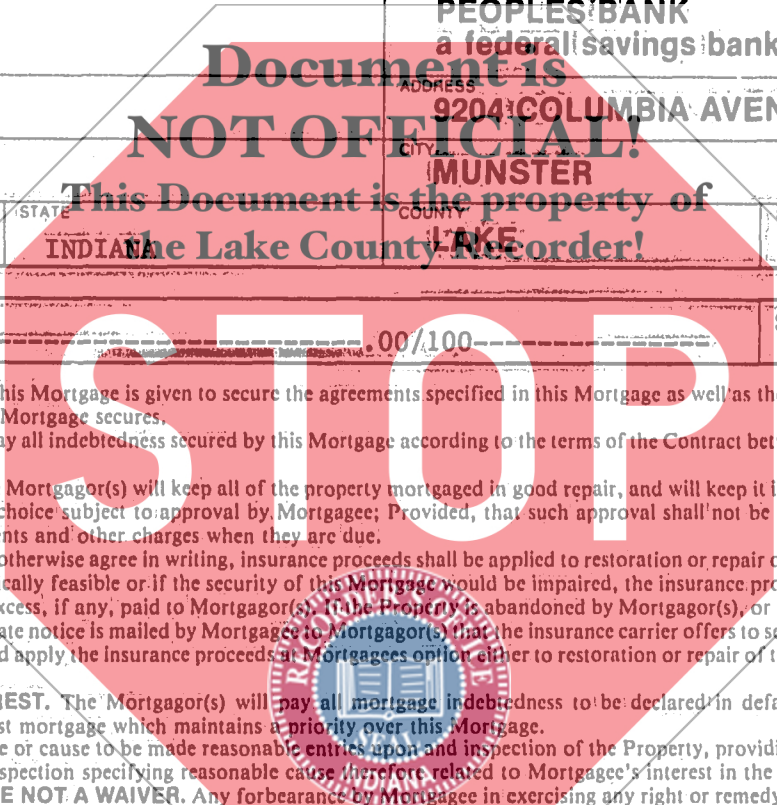 PEOPLES BANK
a federal savings bank
Document is
ADDRESS
9204 COLUMBIA AVEN
NOT OFFICIAL!
CITY
MUNSTER
This Document is the property of
STATE
COUNTY
INDIANA
LAKE
the Lake County Recorder!
.00/100
STOP
his Mortgage is given to secure the agreements specified in this Mortgage as well as th
Mortgage secures.
ay all indebtedness secured by this Mortgage according to the terms of the Contract bet
Mortgagor(s) will keep all of the property mortgaged in good repair, and will keep it i
choice subject to approval by Mortgagee; Provided, that such approval shall not be
nts and other charges when they are due.
otherwise agree in writing, insurance proceeds shall be applied to restoration or repair o
ically feasible or if the security of this Mortgage would be impaired, the insurance pro
xcess, if any, paid to Mortgagor(s). If the Property is abandoned by Mortgagor(s), or
ate notice is mailed by Mortgagee to Mortgagor(s) that the insurance carrier offers to se
d apply the insurance proceeds at Mortgagees option either to restoration or repair of t
EST. The Mortgagor(s) will pay all mortgage indebtedness to be declared in defa
st mortgage which maintains a priority over this Mortgage.
e or cause to be made reasonable entries upon and inspection of the Property, providi
spection specifying reasonable cause therefore related to Mortgagee's interest in the
E NOT A WAIVER. Any forbearance by Mortgagee in exercising any right or remed
SEAL